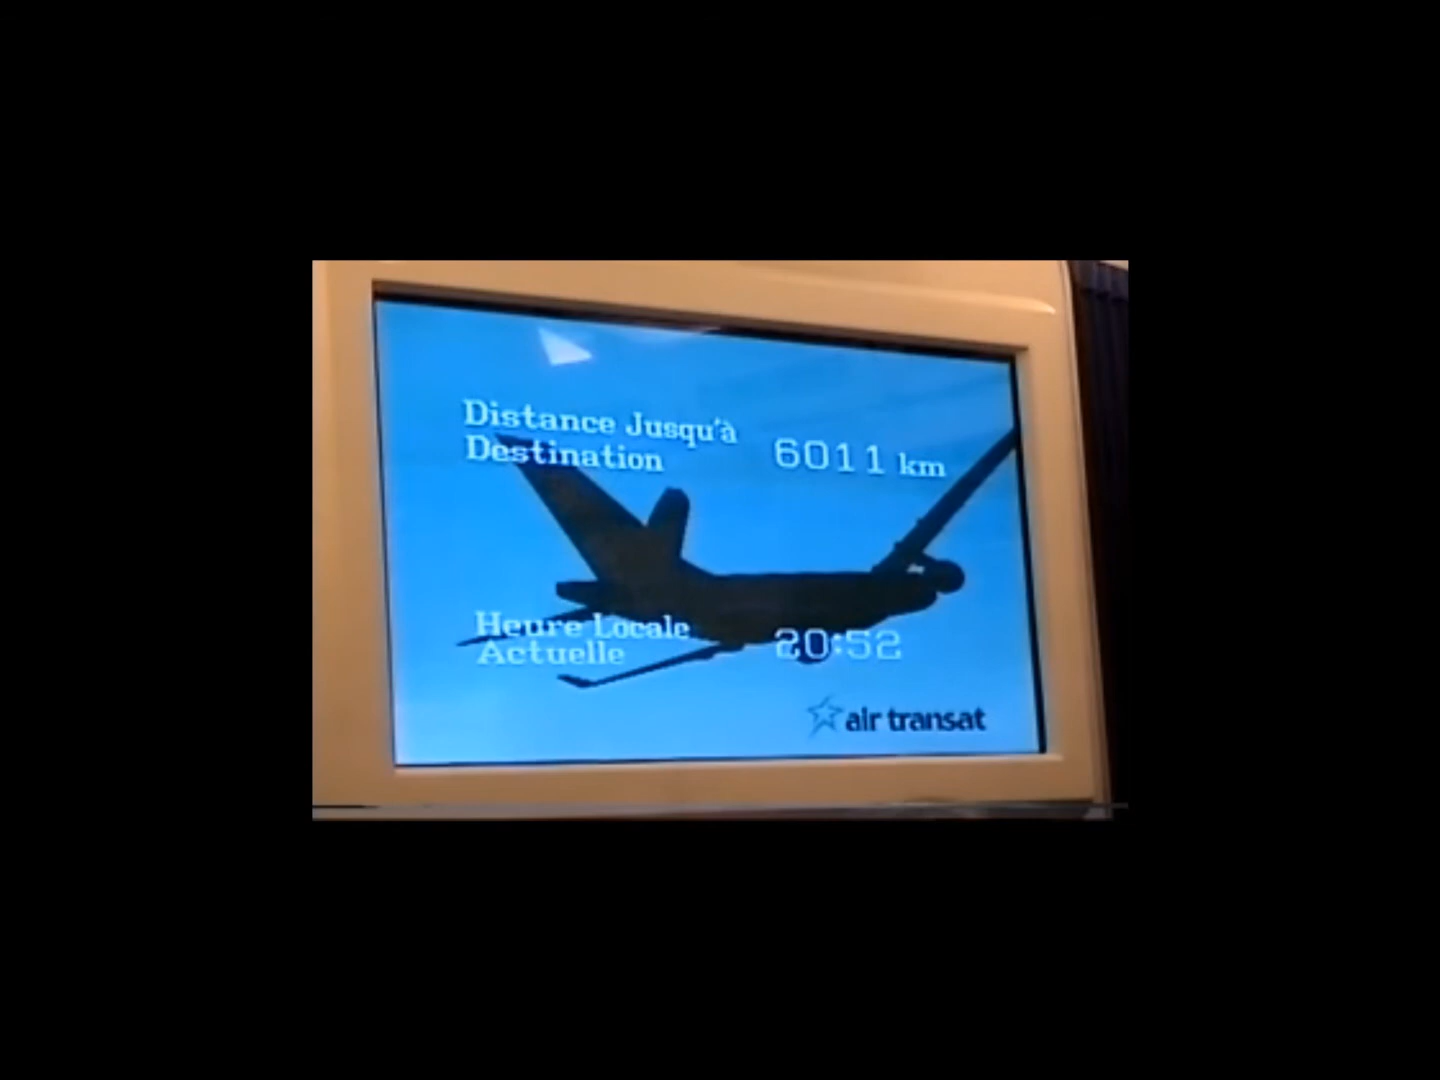 Distance Jusqu'à
Destination
6011 km
Heure Locale
Actuelle
20:52
air transat